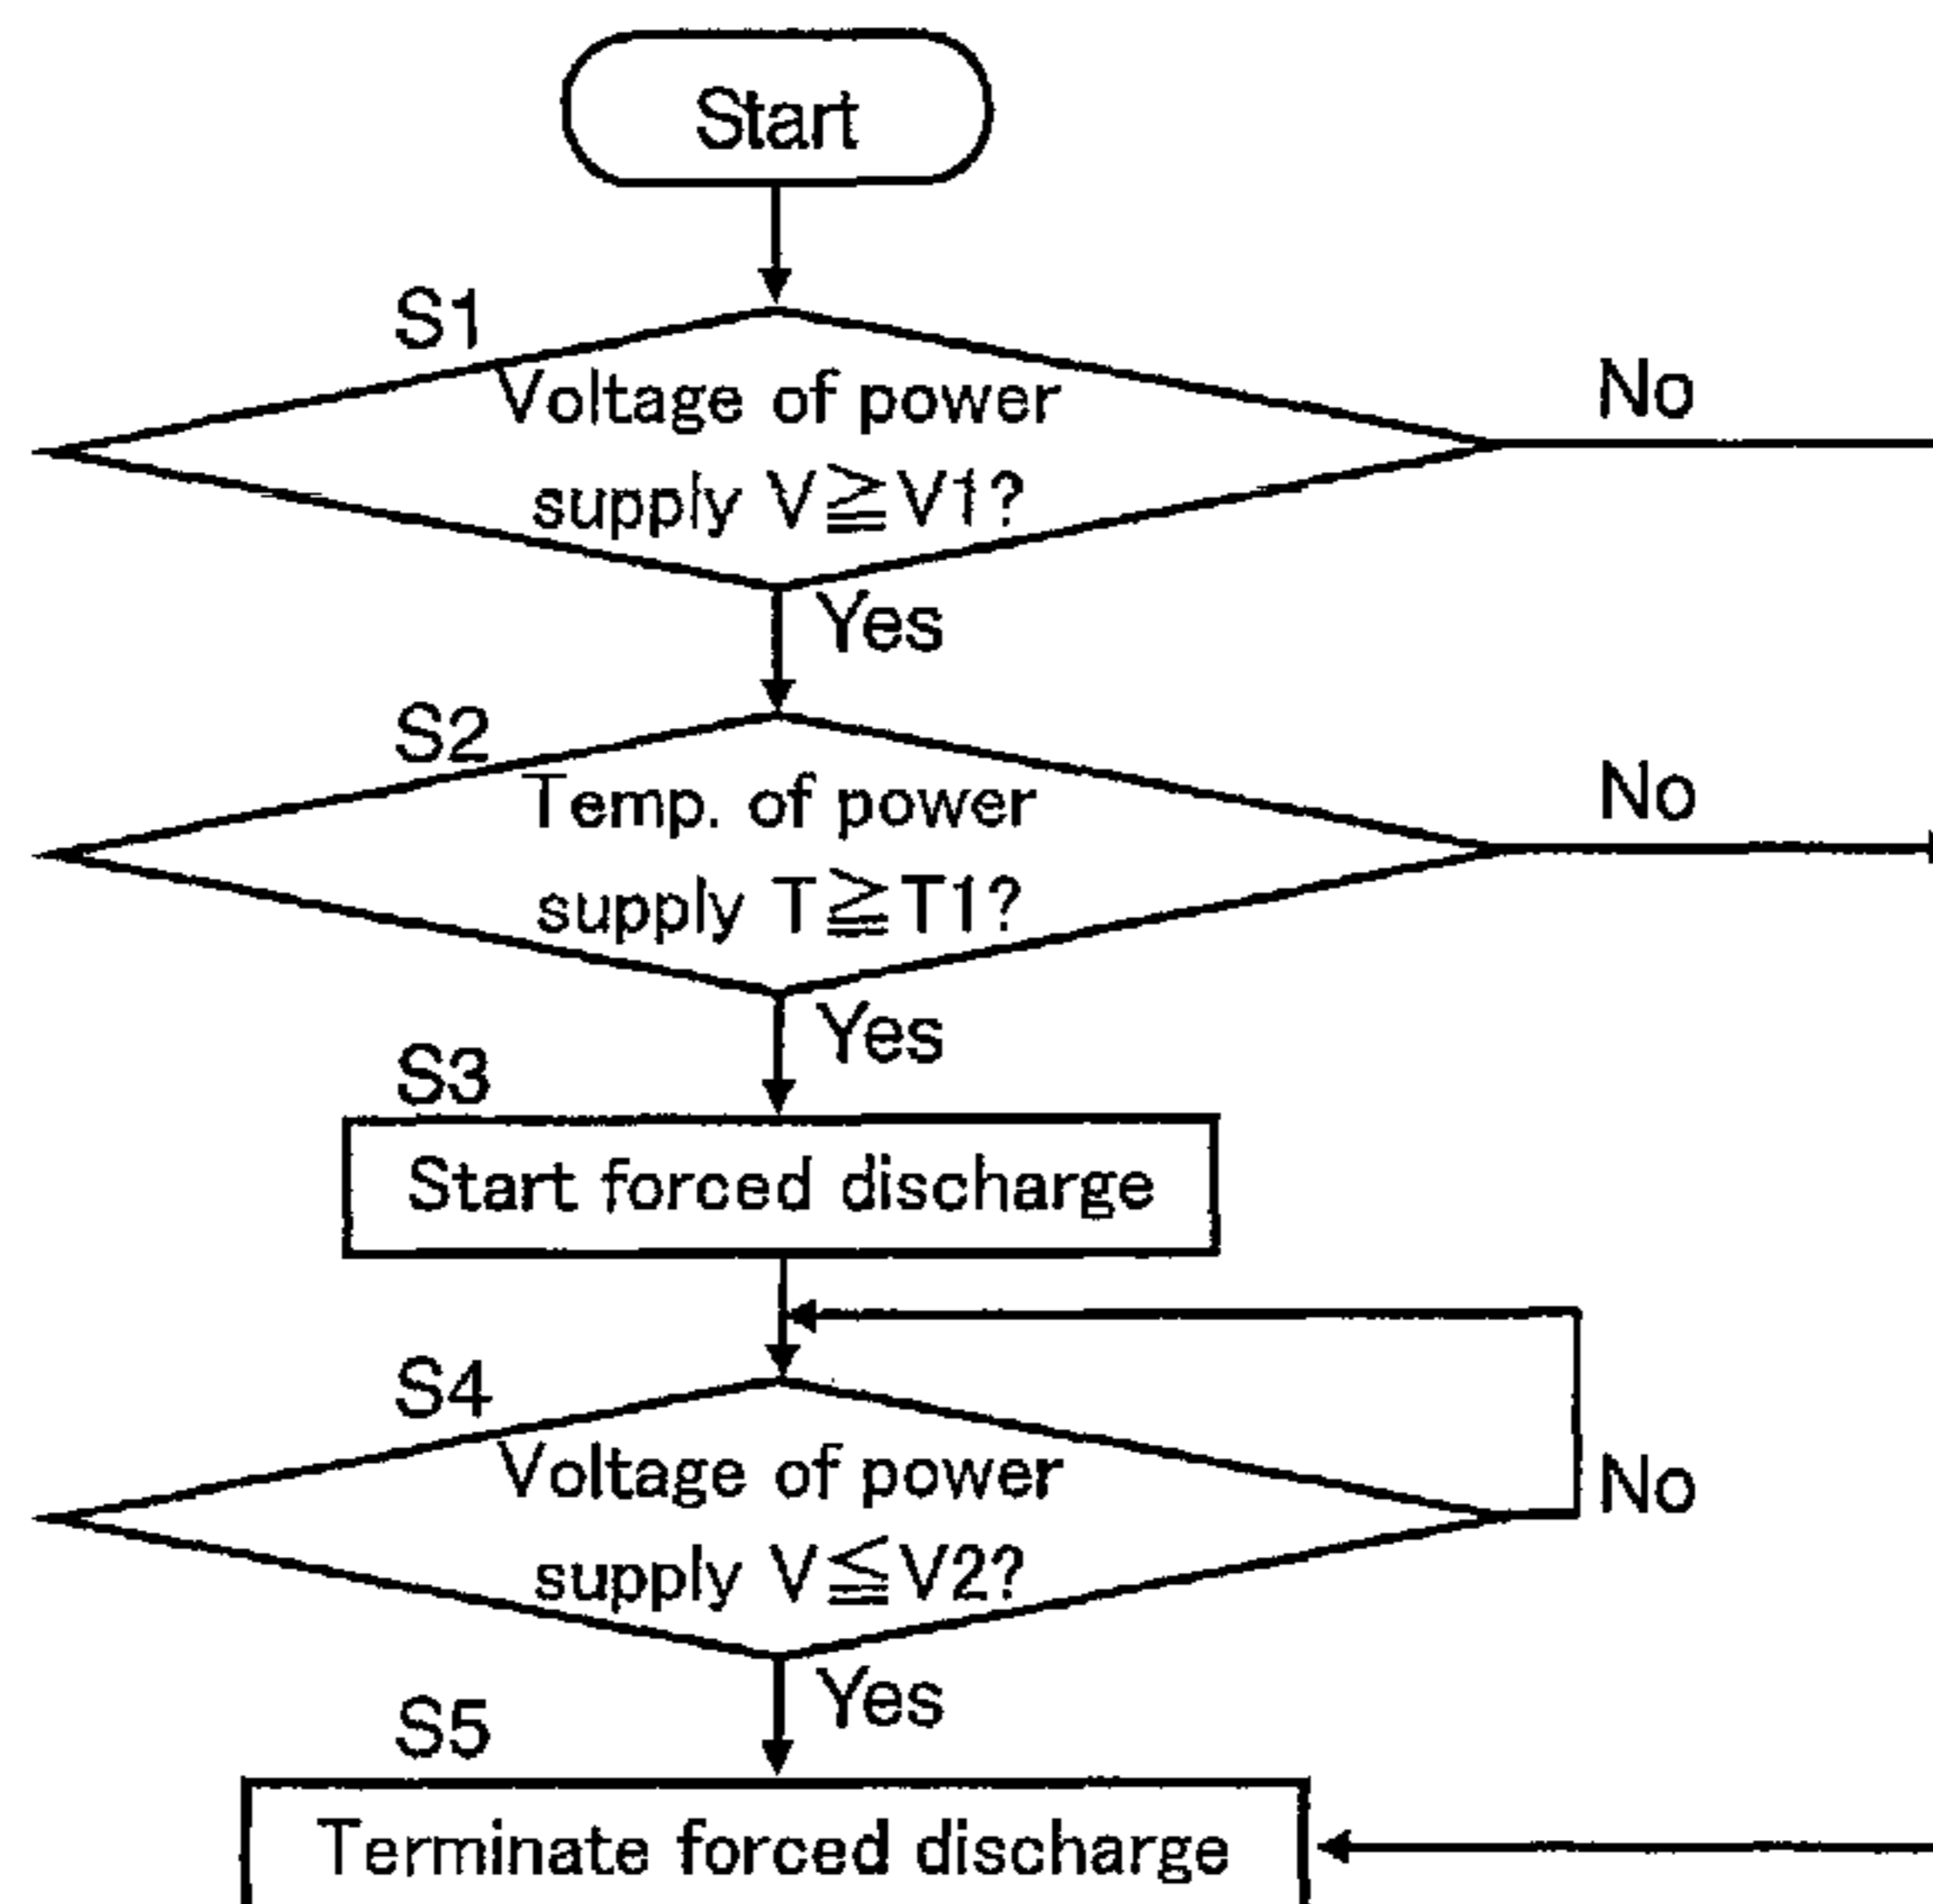 Start
S1
Voltage of power
supply V≧V1?
No
Yes
S2
Temp. of power
supply T≧T1?
No
Yes
S3
Start forced discharge
S4
Voltage of power
supply V≦V2?
No
Yes
S5
Terminate forced discharge